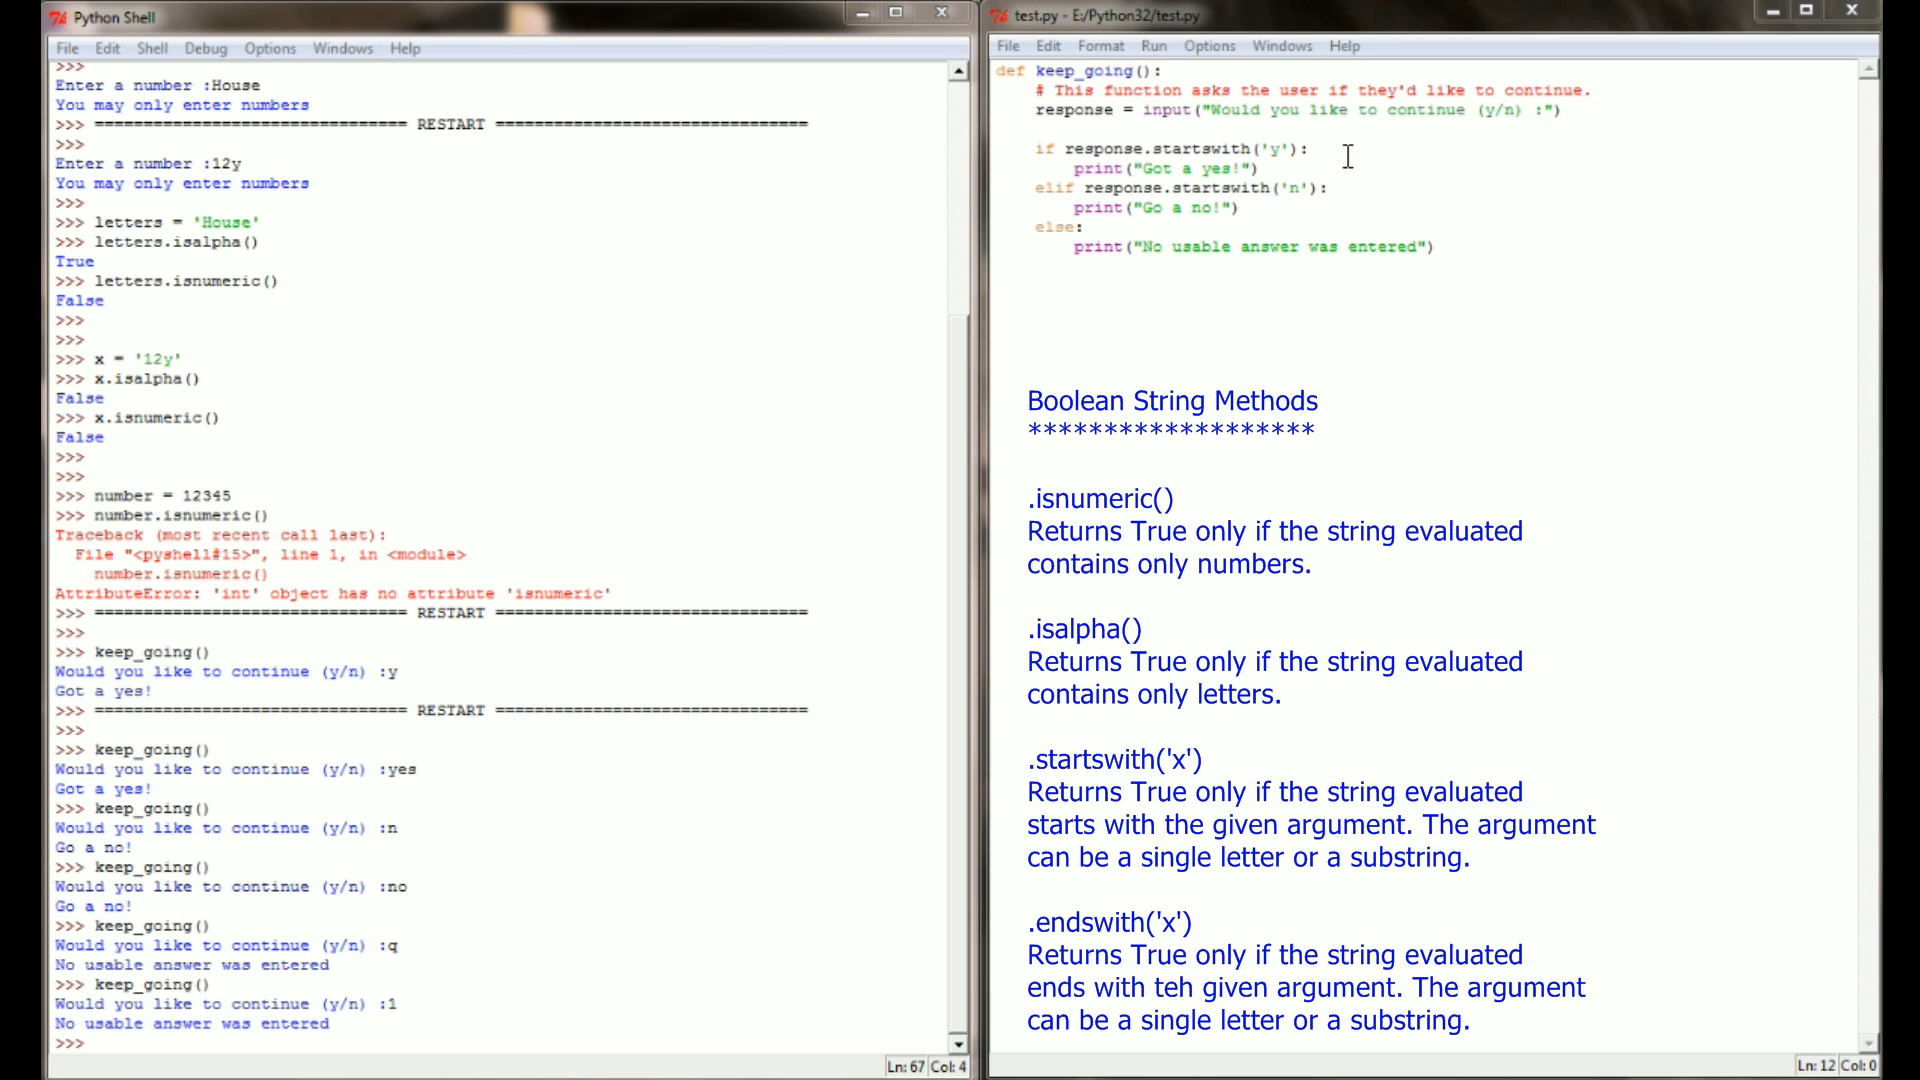 Python Shell
File Edit Shell Debug Options Windows Help
>>>
Enter a number :House
You may only enter numbers
>>> ================================ RESTART ================================
>>>
Enter a number :12y
You may only enter numbers
>>>
>>> letters = 'House'
>>> letters.isalpha()
True
>>> letters.isnumeric()
False
>>>
>>>
>>> x = '12y'
>>> x.isalpha()
False
>>> x.isnumeric()
False
>>>
>>>
>>> number = 12345
>>> number.isnumeric()
Traceback (most recent call last):
  File "<pyshell#15>", line 1, in <module>
    number.isnumeric()
AttributeError: 'int' object has no attribute 'isnumeric'
>>> ================================ RESTART ================================
>>>
>>> keep_going()
Would you like to continue (y/n) :y
Got a yes!
>>> ================================ RESTART ================================
>>>
>>> keep_going()
Would you like to continue (y/n) :yes
Got a yes!
>>> keep_going()
Would you like to continue (y/n) :n
Go a no!
>>> keep_going()
Would you like to continue (y/n) :no
Go a no!
>>> keep_going()
Would you like to continue (y/n) :q
No usable answer was entered
>>> keep_going()
Would you like to continue (y/n) :1
No usable answer was entered
>>>
Ln: 67 Col: 4
test.py - E:/Python32/test.py
File Edit Format Run Options Windows Help
def keep_going():
    # This function asks the user if they'd like to continue.
    response = input("Would you like to continue (y/n) :")
    if response.startswith('y'):
        print("Got a yes!")
    elif response.startswith('n'):
        print("Go a no!")
    else:
        print("No usable answer was entered")
Boolean String Methods
*******************
.isnumeric()
Returns True only if the string evaluated
contains only numbers.
.isalpha()
Returns True only if the string evaluated
contains only letters.
.startswith('x')
Returns True only if the string evaluated
starts with the given argument. The argument
can be a single letter or a substring.
.endswith('x')
Returns True only if the string evaluated
ends with teh given argument. The argument
can be a single letter or a substring.
Ln: 12 Col: 0